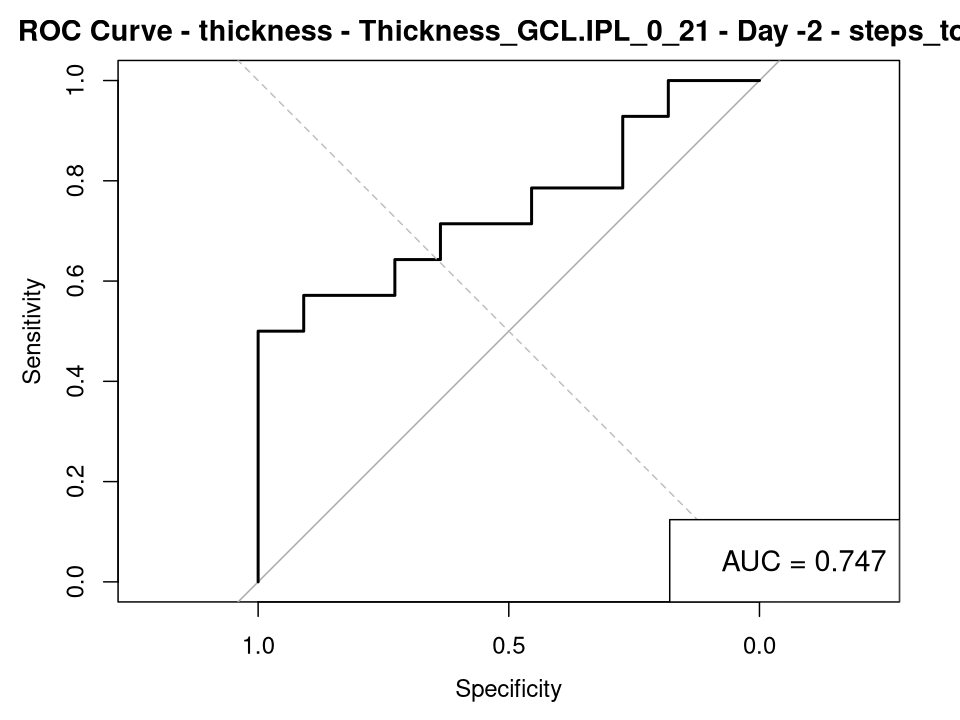 ROC Curve - thickness - Thickness_GCL.IPL_0_21 - Day -2 - steps_to
1.0
0.8
0.6
0.4
0.2
0.0
Sensitivity
AUC = 0.747
1.0 0.5 0.0
Specificity